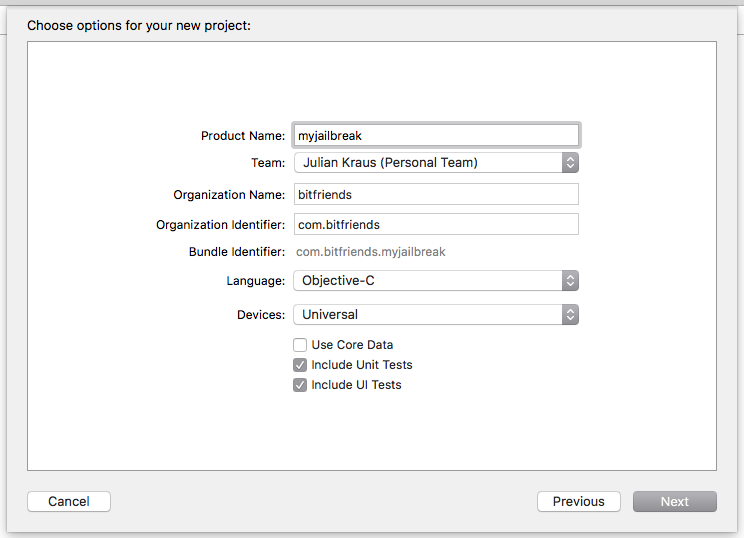 Choose options for your new project:
Product Name: myjailbreak
Team: Julian Kraus (Personal Team)
Organization Name: bitfriends
Organization Identifier: com.bitfriends
Bundle Identifier: com.bitfriends.myjailbreak
Language: Objective-C
Devices: Universal
Use Core Data
Include Unit Tests
Include UI Tests
Cancel Previous Next